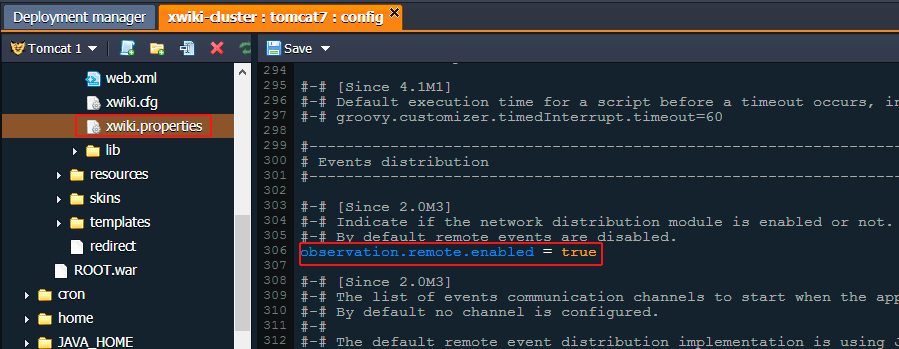 Deployment manager
xwiki-cluster : tomcat7 : config
Tomcat 1
Save
web.xml
xwiki.cfg
xwiki.properties
lib
resources
skins
templates
redirect
ROOT.war
cron
home
JAVA_HOME
294
295 #-# [Since 4.1M1]
296 #-# Default execution time for a script before a timeout occurs, in
297 #-# groovy.customizer.timedInterrupt.timeout=60
298
299 #-------------------------------------------------------------------------
300 # Events distribution
301 #-------------------------------------------------------------------------
302
303 #-# [Since 2.0M3]
304 #-# Indicate if the network distribution module is enabled or not.
305 #-# By default remote events are disabled.
306 observation.remote.enabled = true
307
308 #-# [Since 2.0M3]
309 #-# The list of events communication channels to start when the app
310 #-# By default no channel is configured.
311 #-#
312 #-# The default remote event distribution implementation is using J